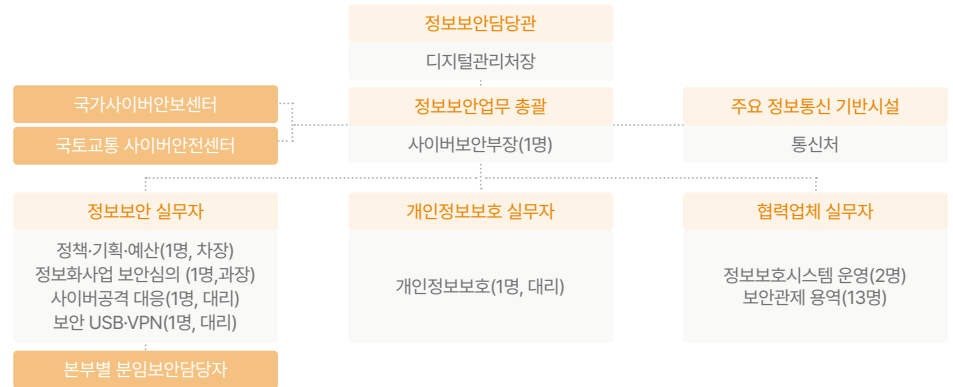 정보보안담당관
디지털관리처장
국가사이버안보센터
국토교통 사이버안전센터
정보보안업무 총괄
사이버보안부장(1명)
주요 정보통신 기반시설
통신처
정보보안 실무자
정책·기획·예산(1명, 차장)
정보화사업 보안심의 (1명,과장)
사이버공격 대응(1명, 대리)
보안 USB·VPN(1명, 대리)
본부별 분임보안담당자
개인정보보호 실무자
개인정보보호(1명, 대리)
협력업체 실무자
정보보호시스템 운영(2명)
보안관제 용역(13명)